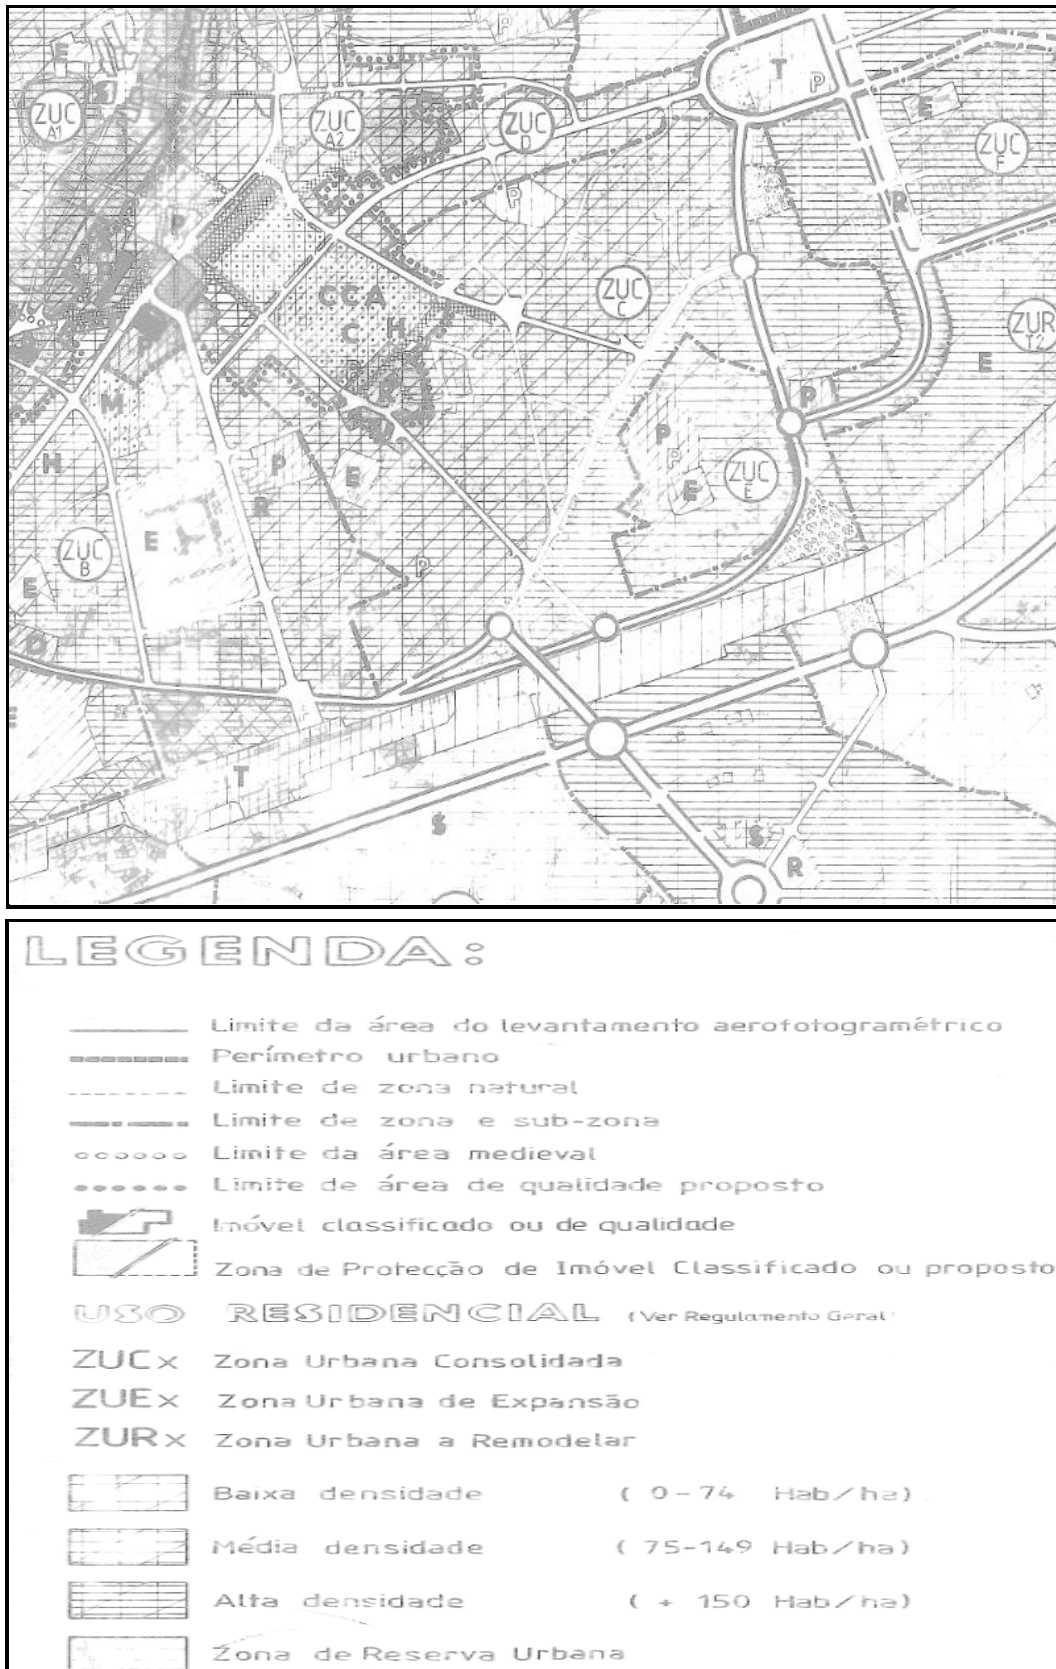 P
E
T
P
E
ZUC
A1
ZUC
A2
ZUC
D
ZUC
F
P
P
R
CCA
C
H
ZUC
C
ZUR
T2
E
M
P
H
P
E
P
P
E
ZUC
E
R
E
ZUC
B
P
E
D
T
S
S
R
LEGENDA:
Limite da área do levantamento aerofotogramétrico
Perímetro urbano
Limite de zona natural
Limite de zona e sub-zona
Limite da área medieval
Limite de área de qualidade proposto
Imóvel classificado ou de qualidade
Zona de Protecção de Imóvel Classificado ou proposto
USO RESIDENCIAL (Ver Regulamento Geral
ZUCx Zona Urbana Consolidada
ZUEx Zona Urbana de Expansão
ZURx Zona Urbana a Remodelar
Baixa densidade ( 0-74 Hab/ha)
Média densidade ( 75-149 Hab/ha)
Alta densidade ( + 150 Hab/ha)
Zona de Reserva Urbana